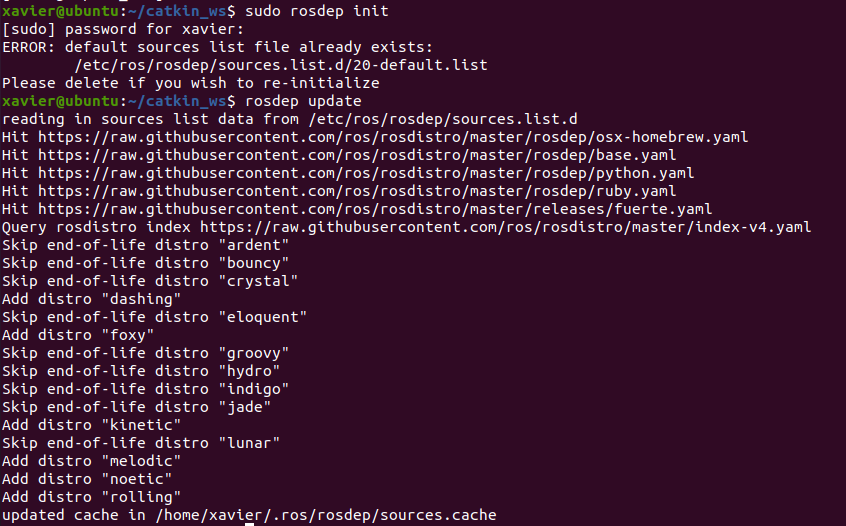 xavier@ubuntu:~/catkin_ws$ sudo rosdep init
[sudo] password for xavier:
ERROR: default sources list file already exists:
        /etc/ros/rosdep/sources.list.d/20-default.list
Please delete if you wish to re-initialize
xavier@ubuntu:~/catkin_ws$ rosdep update
reading in sources list data from /etc/ros/rosdep/sources.list.d
Hit https://raw.githubusercontent.com/ros/rosdistro/master/rosdep/osx-homebrew.yaml
Hit https://raw.githubusercontent.com/ros/rosdistro/master/rosdep/base.yaml
Hit https://raw.githubusercontent.com/ros/rosdistro/master/rosdep/python.yaml
Hit https://raw.githubusercontent.com/ros/rosdistro/master/rosdep/ruby.yaml
Hit https://raw.githubusercontent.com/ros/rosdistro/master/releases/fuerte.yaml
Query rosdistro index https://raw.githubusercontent.com/ros/rosdistro/master/index-v4.yaml
Skip end-of-life distro "ardent"
Skip end-of-life distro "bouncy"
Skip end-of-life distro "crystal"
Add distro "dashing"
Skip end-of-life distro "eloquent"
Add distro "foxy"
Skip end-of-life distro "groovy"
Skip end-of-life distro "hydro"
Skip end-of-life distro "indigo"
Skip end-of-life distro "jade"
Add distro "kinetic"
Skip end-of-life distro "lunar"
Add distro "melodic"
Add distro "noetic"
Add distro "rolling"
updated cache in /home/xavier/.ros/rosdep/sources.cache